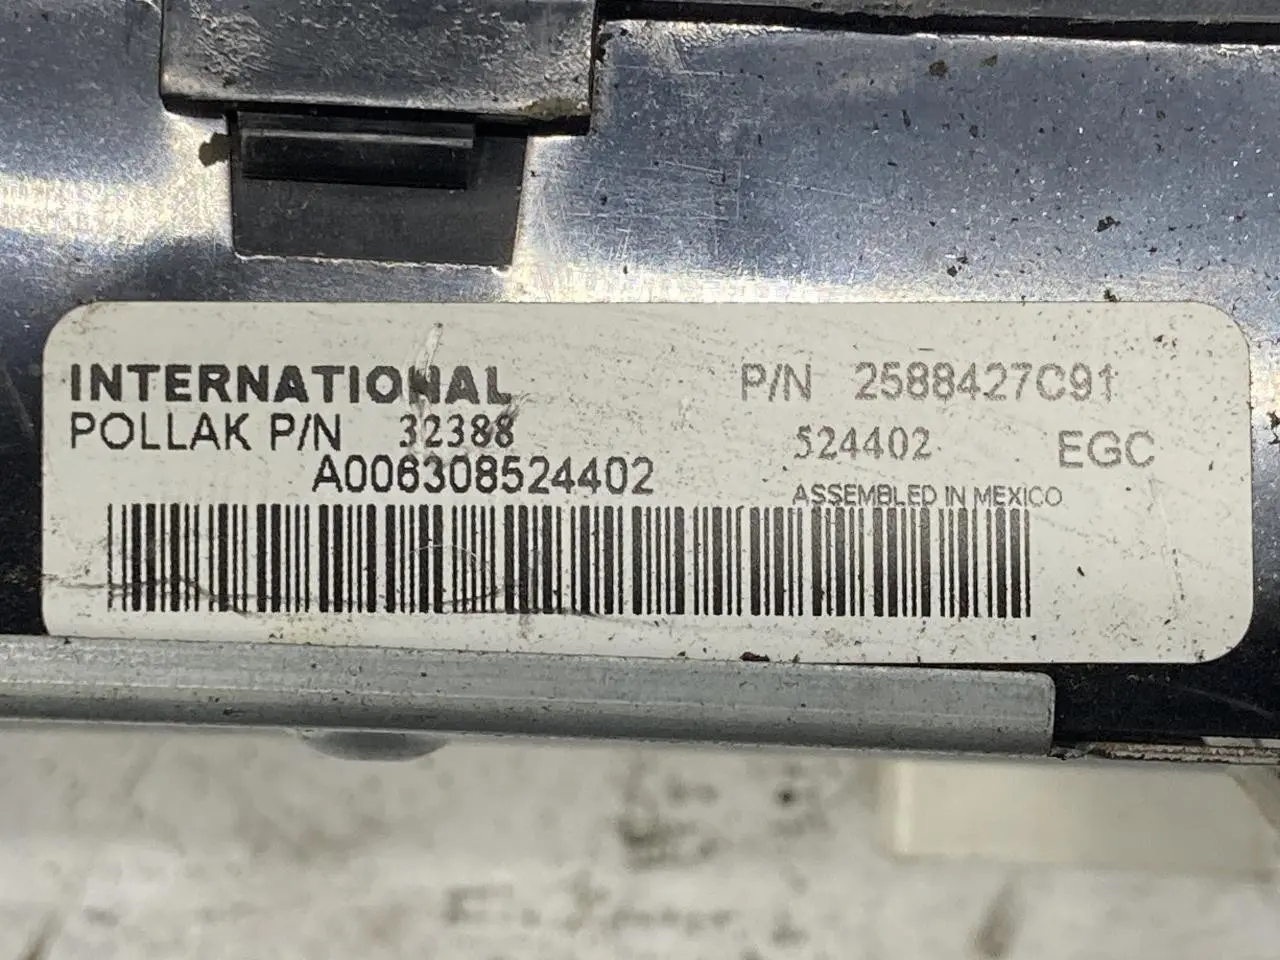 INTERNATIONAL P/N 2588427C91
POLLAK P/N 32388 524402 EGC
A006308524402
ASSEMBLED IN MEXICO